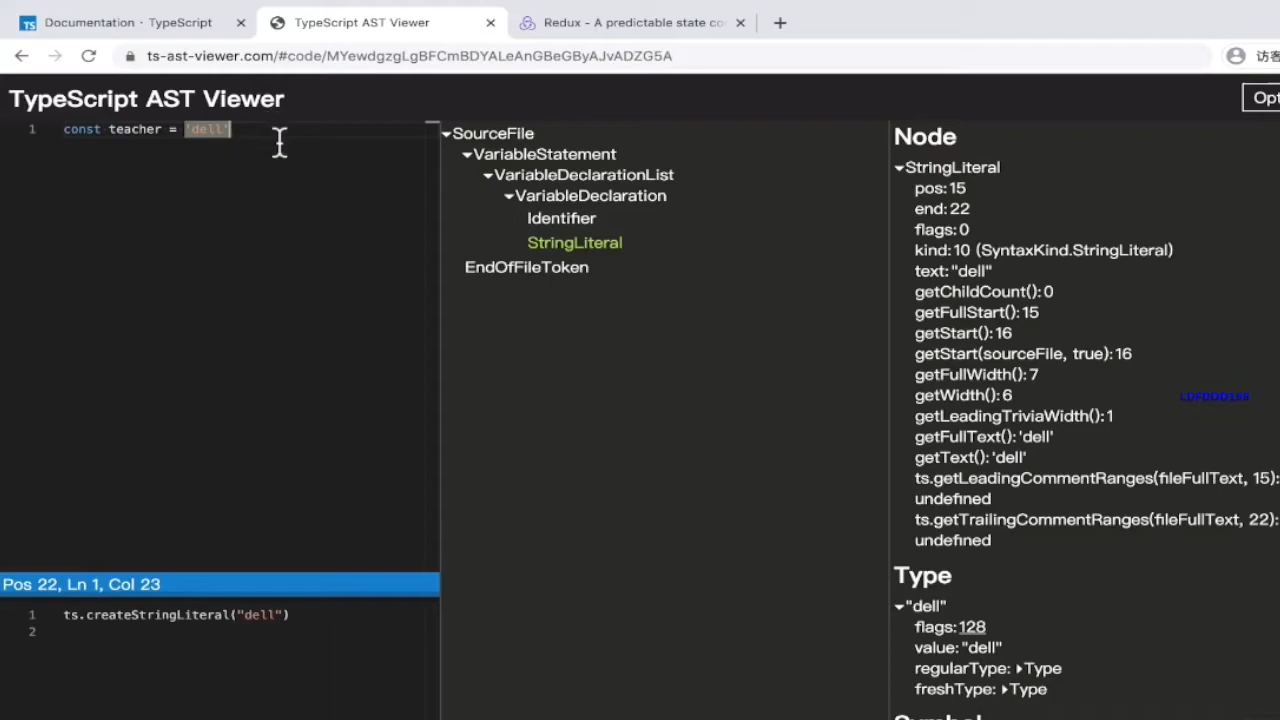 Documentation · TypeScript
TypeScript AST Viewer
Redux - A predictable state co
ts-ast-viewer.com/#code/MYewdgzgLgBFCmBDYALeAnGBeGByAJvADZG5A
访客
TypeScript AST Viewer
Opt
1 const teacher = 'dell'
SourceFile
VariableStatement
VariableDeclarationList
VariableDeclaration
Identifier
StringLiteral
EndOfFileToken
Node
StringLiteral
pos: 15
end: 22
flags: 0
kind: 10 (SyntaxKind.StringLiteral)
text: "dell"
getChildCount(): 0
getFullStart(): 15
getStart(): 16
getStart(sourceFile, true): 16
getFullWidth(): 7
getWidth(): 6
getLeadingTriviaWidth(): 1
getFullText(): 'dell'
getText(): 'dell'
ts.getLeadingCommentRanges(fileFullText, 15):
undefined
ts.getTrailingCommentRanges(fileFullText, 22):
undefined
Type
"dell"
flags: 128
value: "dell"
regularType: Type
freshType: Type
Symbol
Pos 22, Ln 1, Col 23
1 ts.createStringLiteral("dell")
2